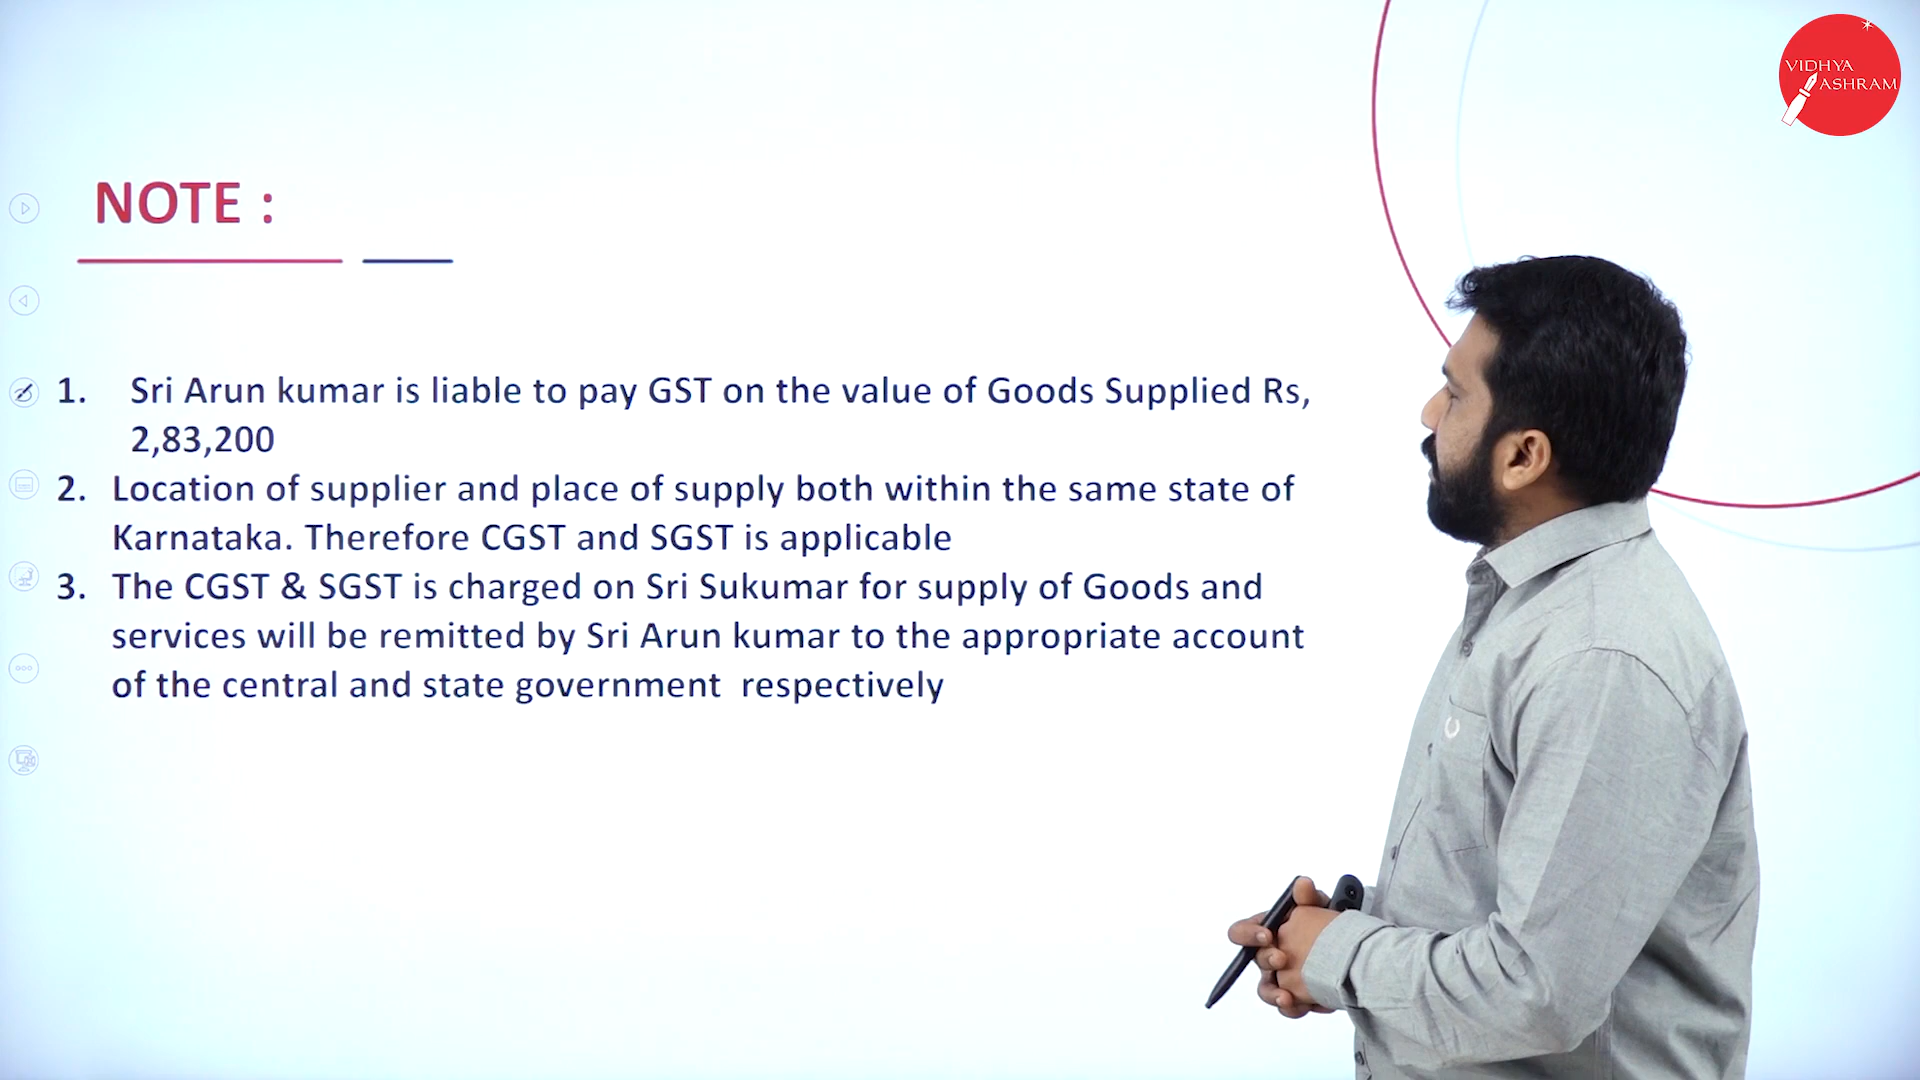 VIDHYA
ASHRAM
NOTE :
1. Sri Arun kumar is liable to pay GST on the value of Goods Supplied Rs,
2,83,200
2. Location of supplier and place of supply both within the same state of
Karnataka. Therefore CGST and SGST is applicable
3. The CGST & SGST is charged on Sri Sukumar for supply of Goods and
services will be remitted by Sri Arun kumar to the appropriate account
of the central and state government respectively